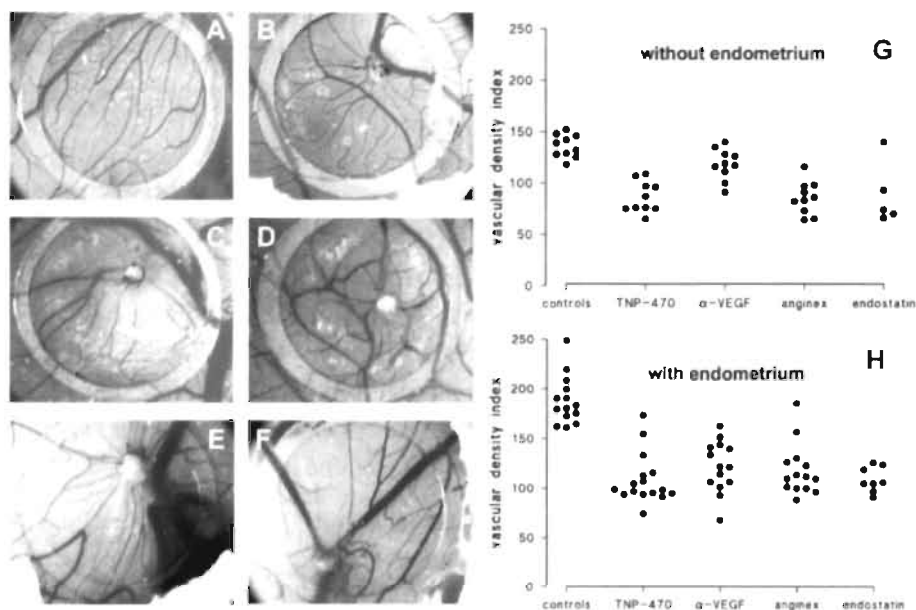 A
B
C
D
E
F
G
without endometrium
vascular density index
250
200
150
100
50
0
controls TNP-470 α-VEGF anginex endostatin
H
with endometrium
vascular density index
250
200
150
100
50
0
controls TNP-470 α-VEGF anginex endostatin